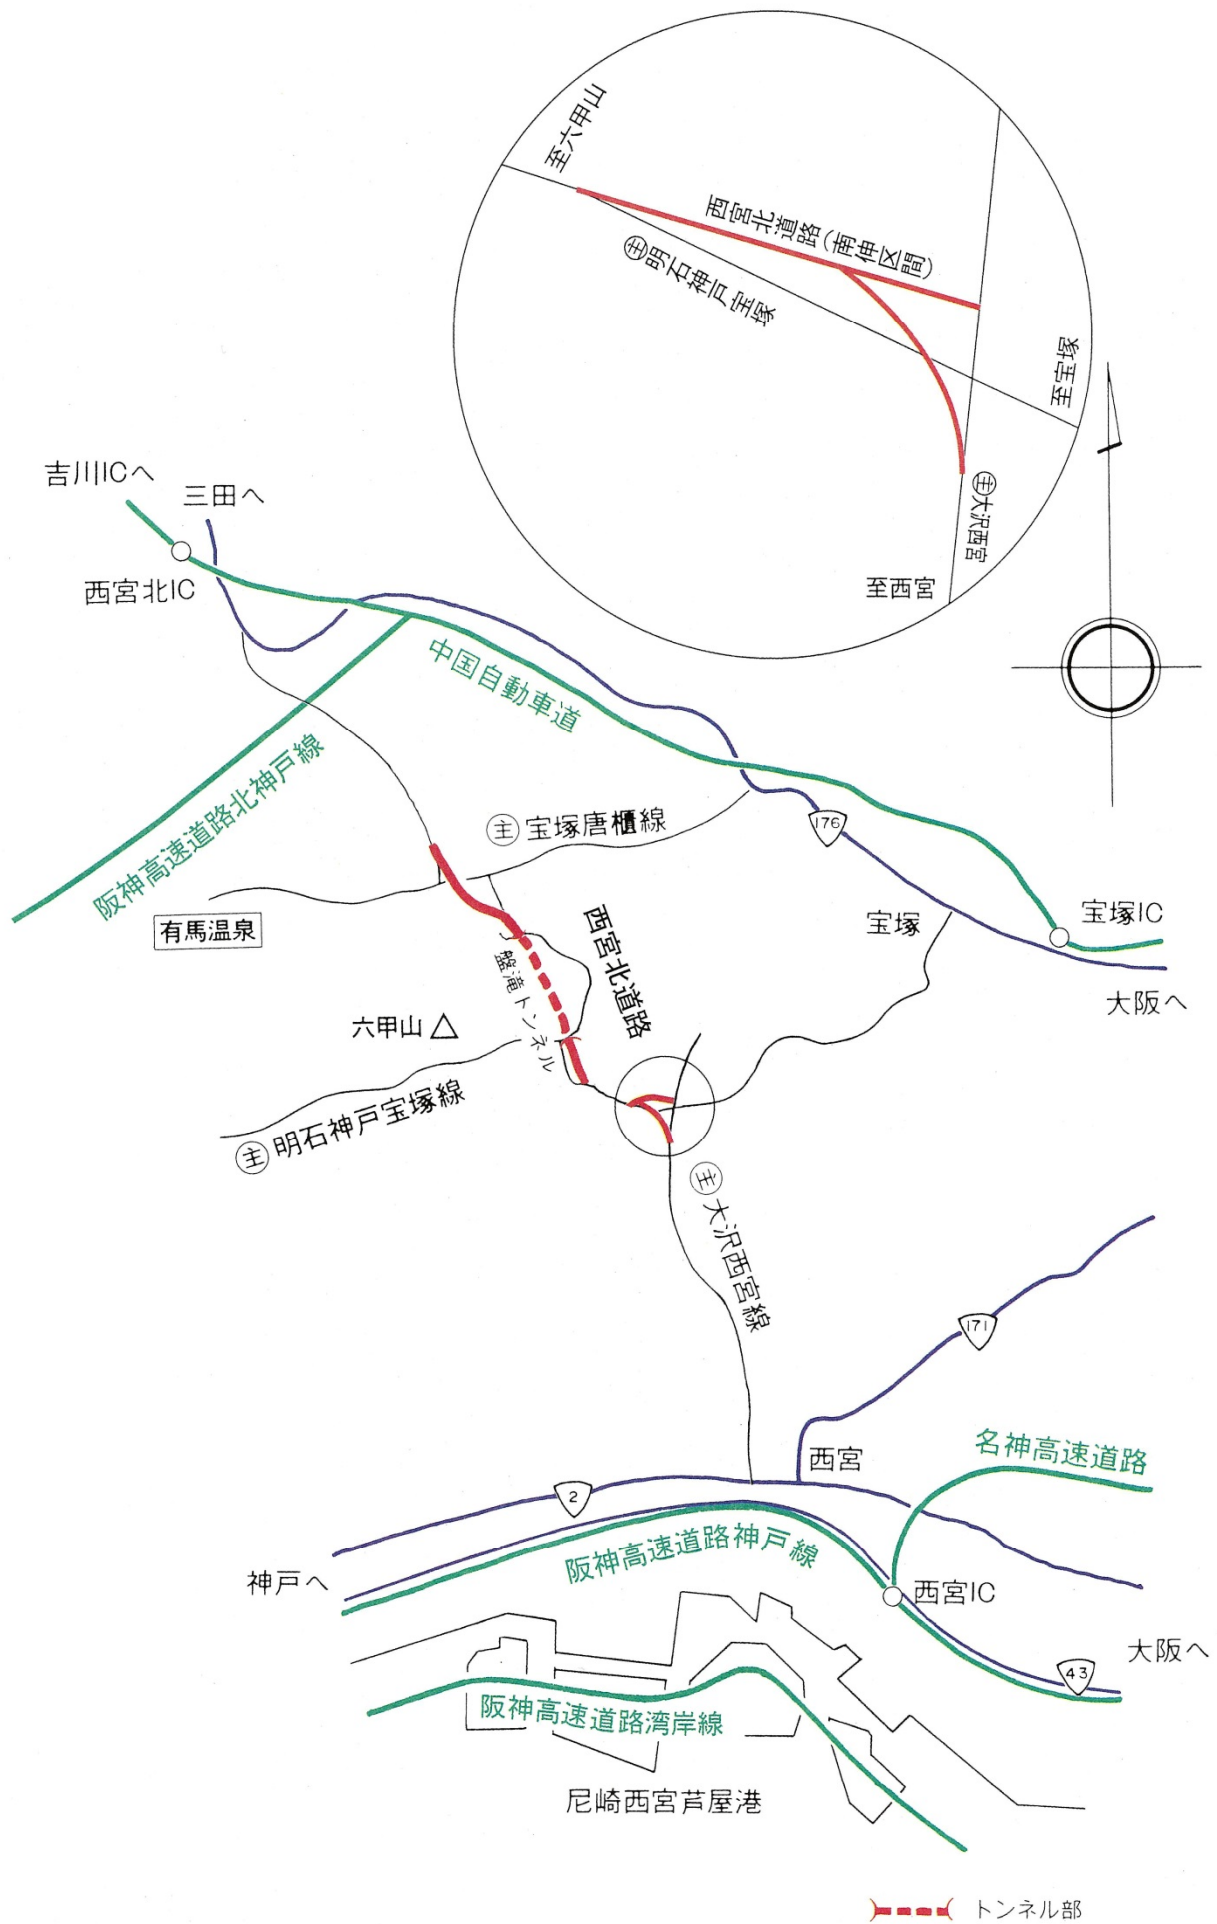 至六甲山
西宮北道路(南伸区間)
㊤明石神戸宝塚
至宝塚
主大沢西宮
至西宮
吉川ICへ
三田へ
西宮北IC
中国自動車道
阪神高速道路北神戸線
主 宝塚唐櫃線
176
有馬温泉
西宮北道路
宝塚
宝塚IC
大阪へ
盤滝トンネル
六甲山
主 明石神戸宝塚線
主 大沢西宮線
171
西宮
名神高速道路
2
阪神高速道路神戸線
神戸へ
西宮IC
大阪へ
43
阪神高速道路湾岸線
尼崎西宮芦屋港
トンネル部